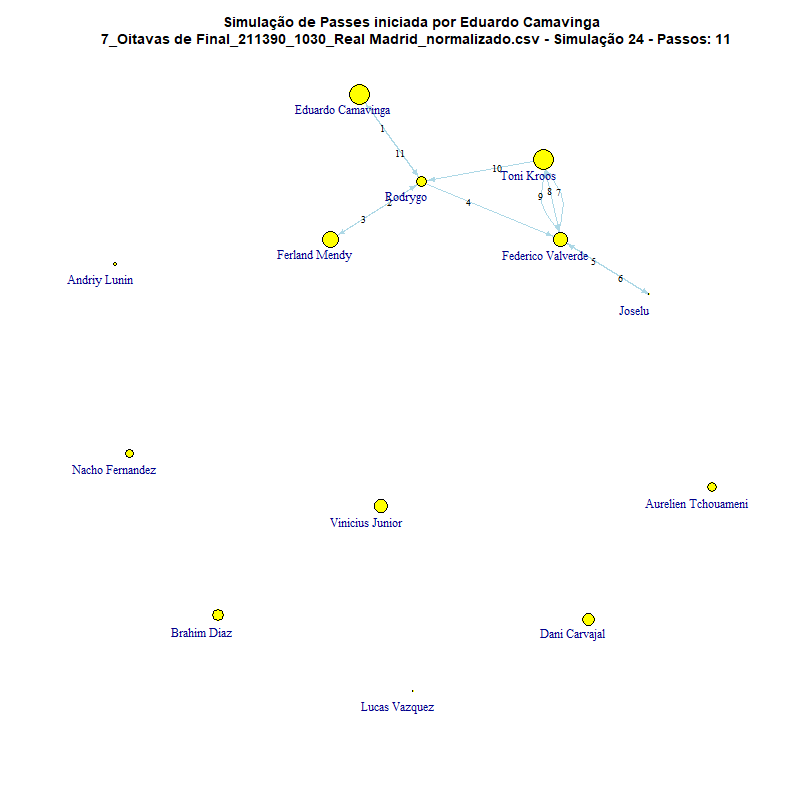 Simulação de Passes iniciada por Eduardo Camavinga
7_Oitavas de Final_211390_1030_Real Madrid_normalizado.csv - Simulação 24 - Passos: 11
Eduardo Camavinga
1
11
10
Toni Kroos
Rodrygo
2
3
4
9
8
7
Ferland Mendy
Federico Valverde
5
6
Andriy Lunin
Joselu
Nacho Fernandez
Aurelien Tchouameni
Vinicius Junior
Brahim Diaz
Dani Carvajal
Lucas Vazquez